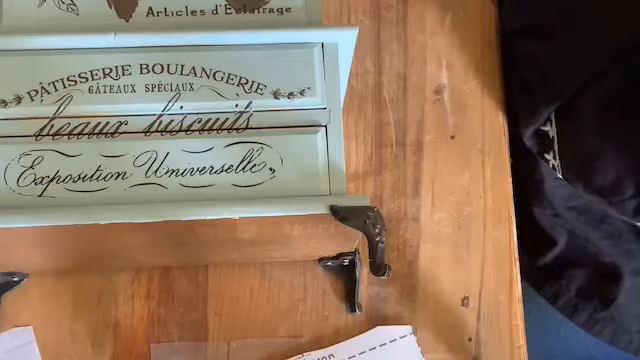 Articles d'Eclairage
PÂTISSERIE BOULANGERIE
GÂTEAUX SPÉCIAUX
beaux biscuits
Exposition Universelle